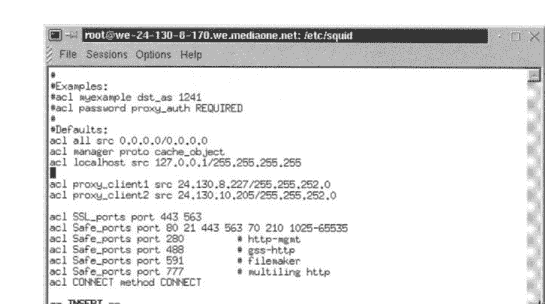 root@we-24-130-8-170.we.mediaone.net: /etc/squid
File Sessions Options Help
#
#Examples:
#acl myexample dst_as 1241
#acl password proxy_auth REQUIRED
#
#Defaults:
acl all src 0.0.0.0/0.0.0.0
acl manager proto cache_object
acl localhost src 127.0.0.1/255.255.255.255
acl proxy_client1 src 24.130.8.227/255.255.252.0
acl proxy_client2 src 24.130.10.205/255.255.252.0
acl SSL_ports port 443 563
acl Safe_ports port 80 21 443 563 70 210 1025-65535
acl Safe_ports port 280 # http-mgmt
acl Safe_ports port 488 # gss-http
acl Safe_ports port 591 # filemaker
acl Safe_ports port 777 # multiling http
acl CONNECT method CONNECT
-- INSERT --